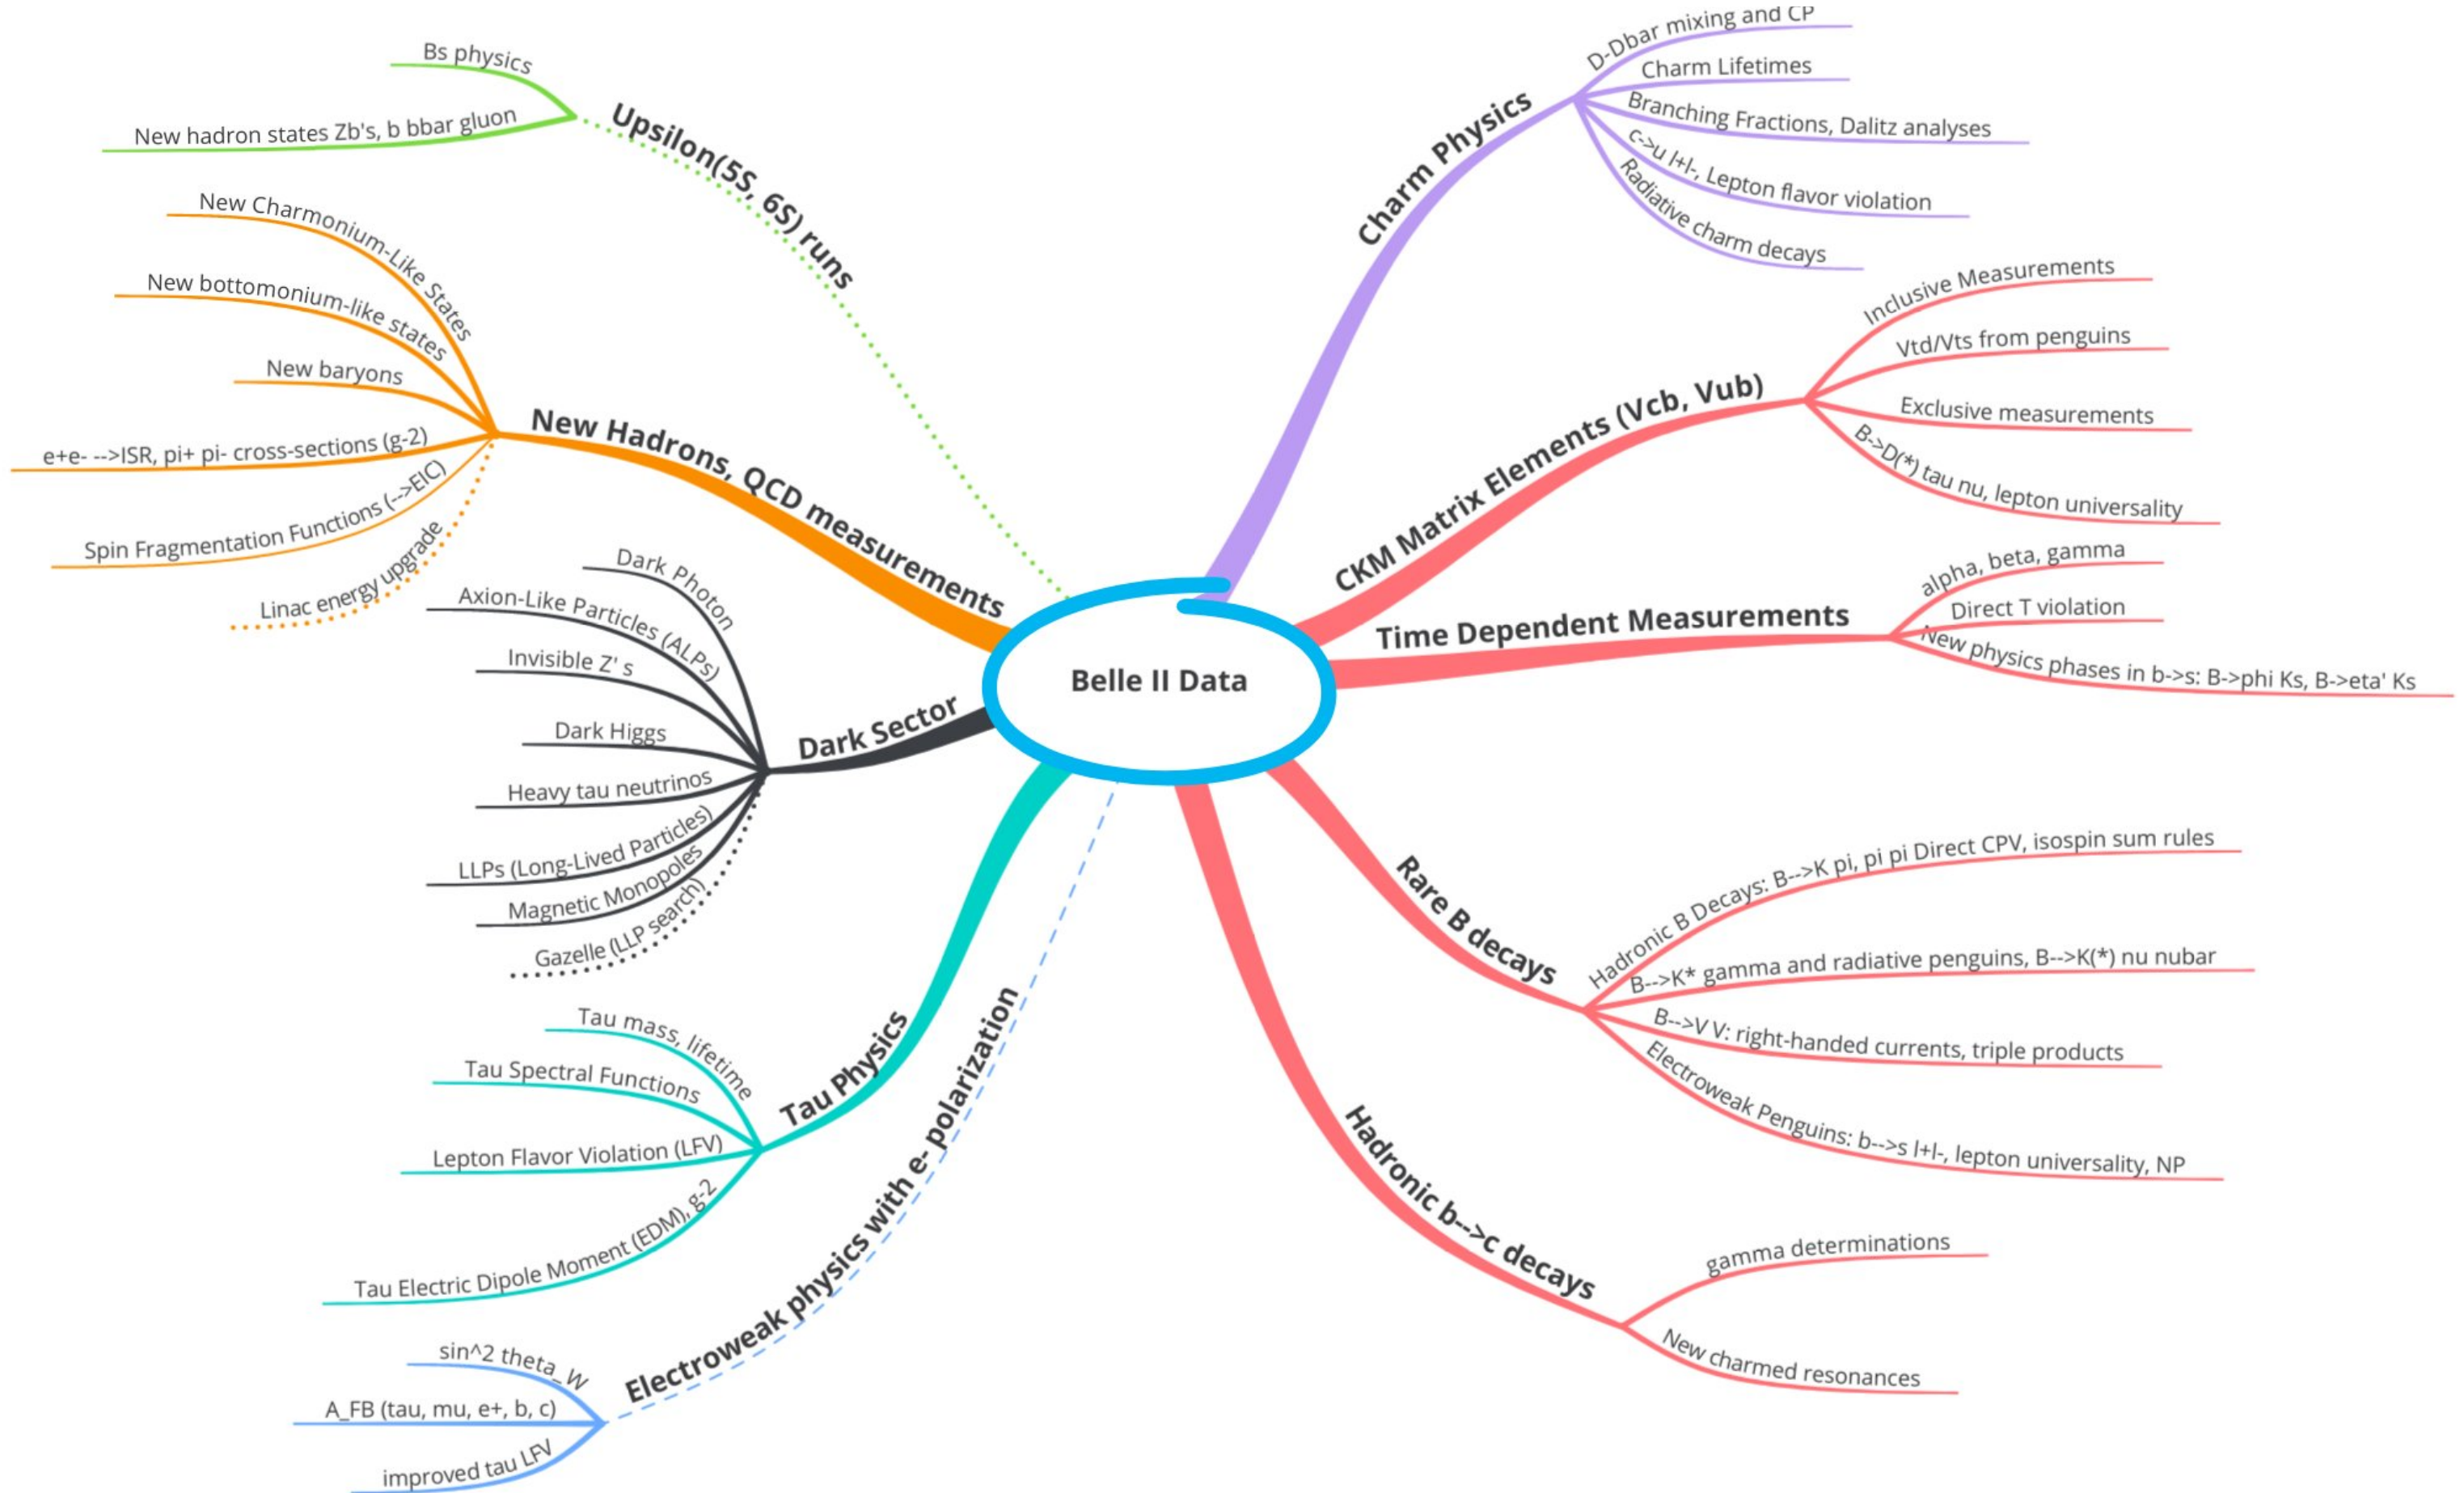 Belle II Data
Upsilon(5S, 6S) runs
Bs physics
New hadron states Zb's, b bbar gluon
New Hadrons, QCD measurements
New Charmonium-Like States
New bottomonium-like states
New baryons
e+e- -->ISR, pi+ pi- cross-sections (g-2)
Spin Fragmentation Functions (-->EIC)
Linac energy upgrade
Dark Sector
Dark Photon
Axion-Like Particles (ALPs)
Invisible Z' s
Dark Higgs
Heavy tau neutrinos
LLPs (Long-Lived Particles)
Magnetic Monopoles
Gazelle (LLP search)
Tau Physics
Tau mass, lifetime
Tau Spectral Functions
Lepton Flavor Violation (LFV)
Tau Electric Dipole Moment (EDM), g-2
Electroweak physics with e- polarization
sin^2 theta_W
A_FB (tau, mu, e+, b, c)
improved tau LFV
Charm Physics
D-Dbar mixing and CP
Charm Lifetimes
Branching Fractions, Dalitz analyses
c->u l+l-, Lepton flavor violation
Radiative charm decays
CKM Matrix Elements (Vcb, Vub)
Inclusive Measurements
Vtd/Vts from penguins
Exclusive measurements
B->D(*) tau nu, lepton universality
Time Dependent Measurements
alpha, beta, gamma
Direct T violation
New physics phases in b->s: B->phi Ks, B->eta' Ks
Rare B decays
Hadronic B Decays: B-->K pi, pi pi Direct CPV, isospin sum rules
B-->K* gamma and radiative penguins, B-->K(*) nu nubar
B-->V V: right-handed currents, triple products
Electroweak Penguins: b-->s l+l-, lepton universality, NP
Hadronic b-->c decays
gamma determinations
New charmed resonances